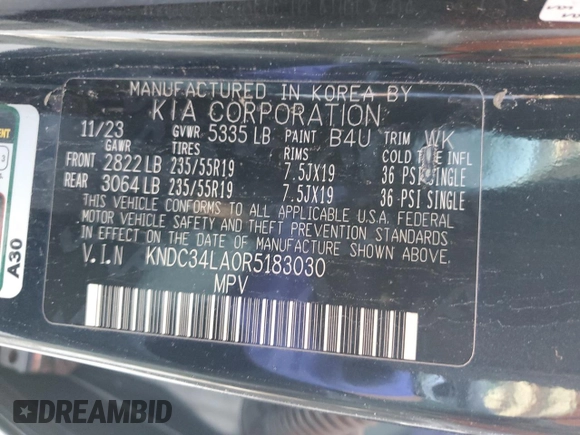 MANUFACTURED IN KOREA BY
KIA CORPORATION
11/23 GVWR 5335 LB PAINT B4U TRIM WK
GAWR TIRES RIMS COLD TIRE INFL
FRONT 2822 LB 235/55R19 7.5JX19 36 PSI SINGLE
REAR 3064 LB 235/55R19 7.5JX19 36 PSI SINGLE
THIS VEHICLE CONFORMS TO ALL APPLICABLE U.S.A. FEDERAL
MOTOR VEHICLE SAFETY AND THEFT PREVENTION STANDARDS
IN EFFECT ON THE DATE OF MANUFACTURE SHOWN ABOVE.
V.I.N KNDC34LA0R5183030
MPV
A30
DREAMBID